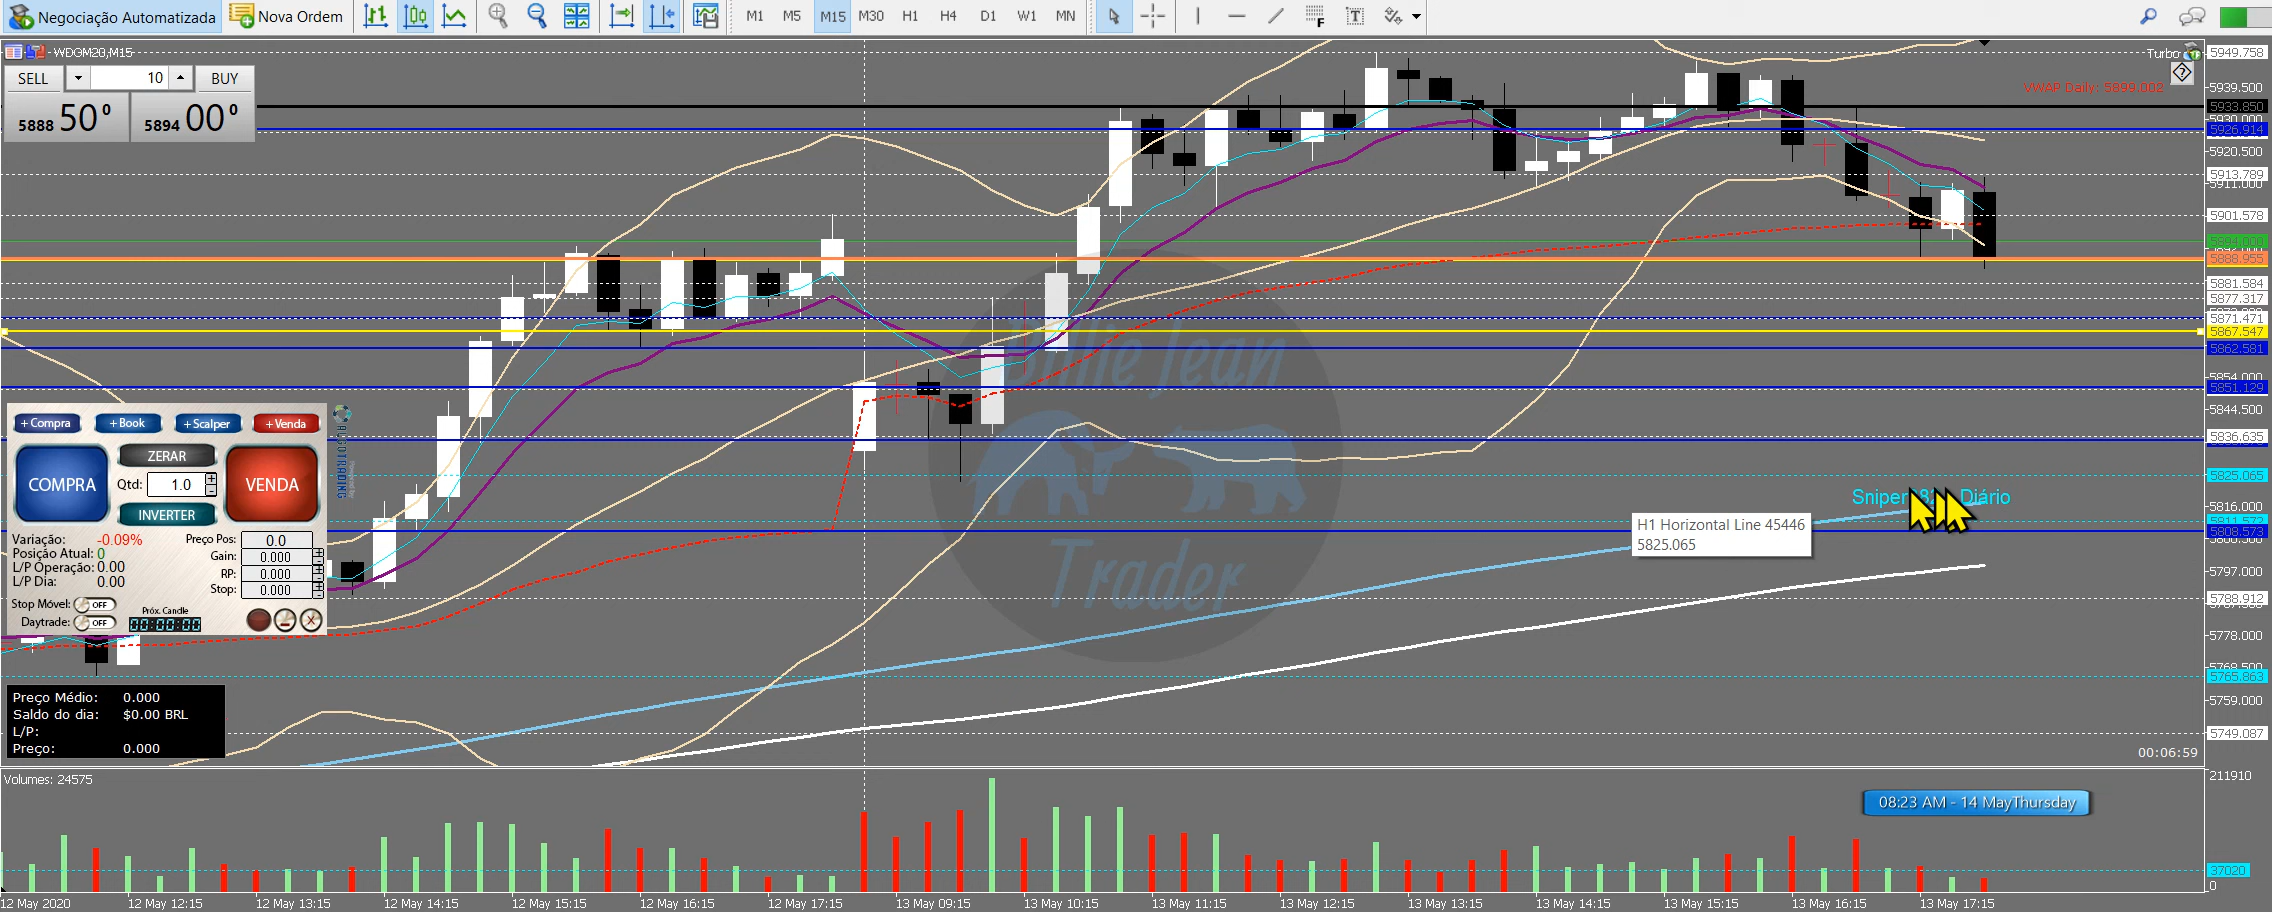 Negociação Automatizada
Nova Ordem
M1 M5 M15 M30 H1 H4 D1 W1 MN
WDOM20,M15
SELL 10 BUY
5888 50 0
5894 00 0
Turbo
VWAP Daily: 5899.002
5949.758
5939.500
5933.850
5926.914
5920.500
5913.789
5911.000
5901.578
5888.955
5881.584
5877.317
5871.471
5867.547
5862.581
5854.000
5851.129
5844.500
5836.635
5825.065
5816.000
5808.573
5797.000
5788.912
5778.000
5765.863
5759.000
5749.087
Billie Jean
Trader
+ Compra
+ Book
+ Scalper
+ Venda
COMPRA
ZERAR
Qtd: 1.0
INVERTER
VENDA
Variação: -0.09%
Posição Atual: 0
L/P Operação: 0.00
L/P Dia: 0.00
Preço Pos: 0.0
Gain: 0.000
RP: 0.000
Stop: 0.000
Stop Móvel: OFF
Daytrade: OFF
Próx. Candle
00:00:00
Sniper
Diário
H1 Horizontal Line 45446
5825.065
Preço Médio: 0.000
Saldo do dia: $0.00 BRL
L/P:
Preço: 0.000
00:06:59
Volumes: 24575
211910
37020
0
08:23 AM - 14 MayThursday
12 May 2020
12 May 12:15
12 May 13:15
12 May 14:15
12 May 15:15
12 May 16:15
12 May 17:15
13 May 09:15
13 May 10:15
13 May 11:15
13 May 12:15
13 May 13:15
13 May 14:15
13 May 15:15
13 May 16:15
13 May 17:15